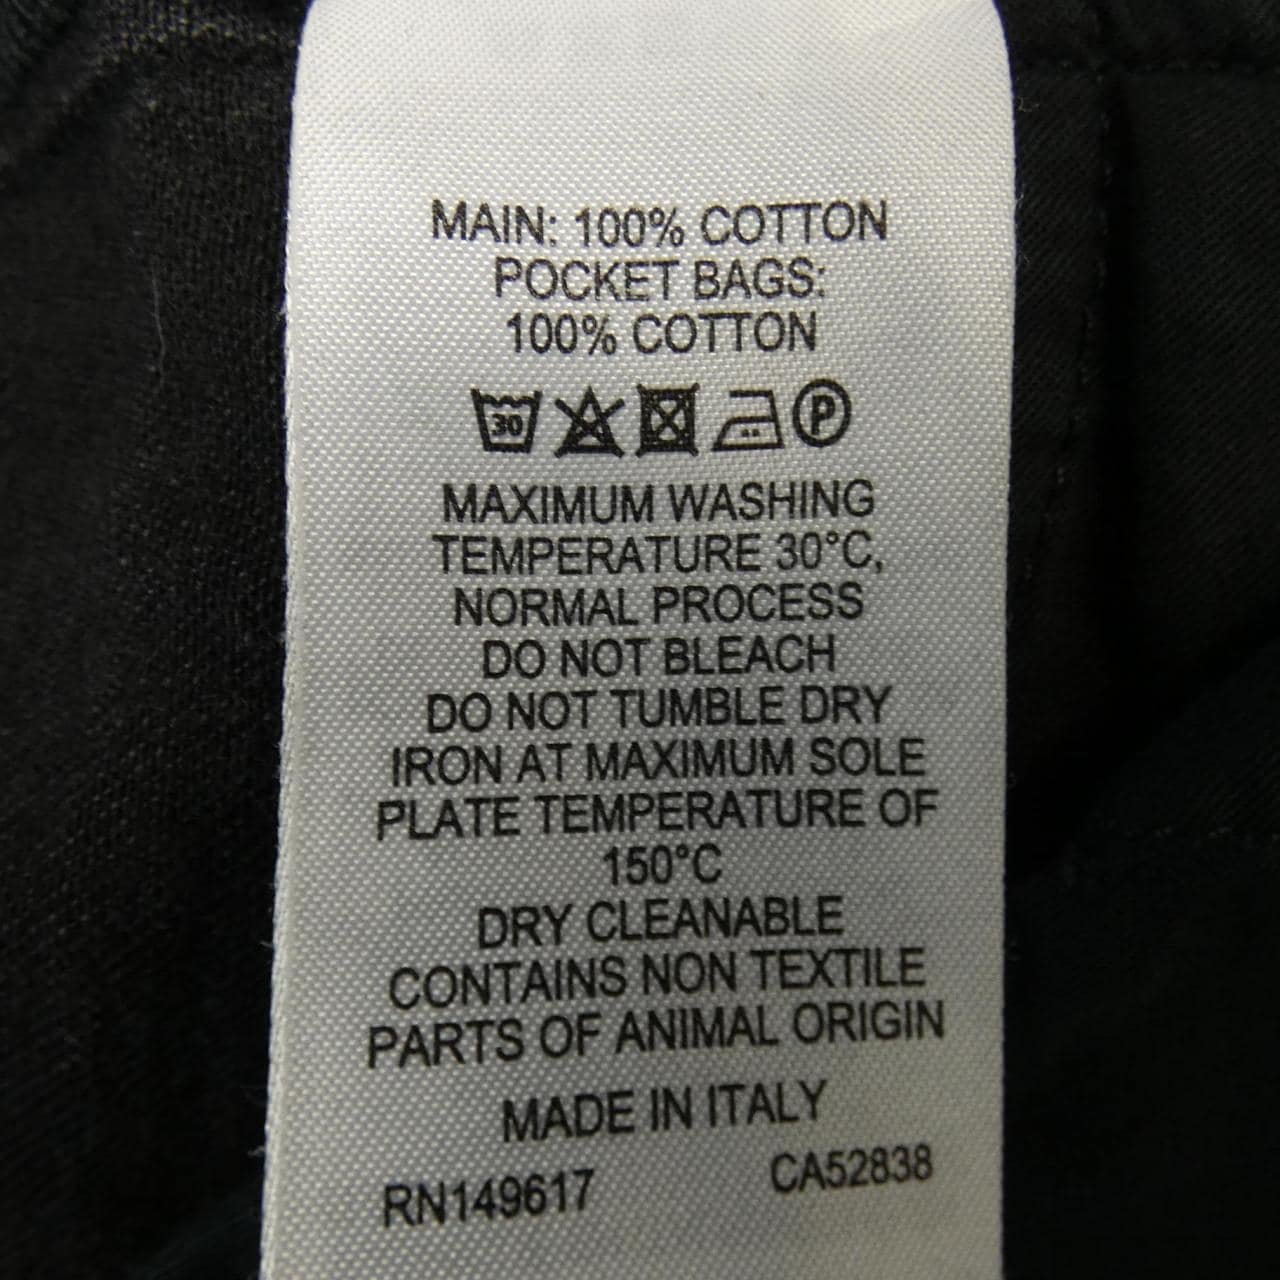 MAIN: 100% COTTON
POCKET BAGS:
100% COTTON
30 P
MAXIMUM WASHING
TEMPERATURE 30°C,
NORMAL PROCESS
DO NOT BLEACH
DO NOT TUMBLE DRY
IRON AT MAXIMUM SOLE
PLATE TEMPERATURE OF
150°C
DRY CLEANABLE
CONTAINS NON TEXTILE
PARTS OF ANIMAL ORIGIN
MADE IN ITALY
RN149617 CA52838